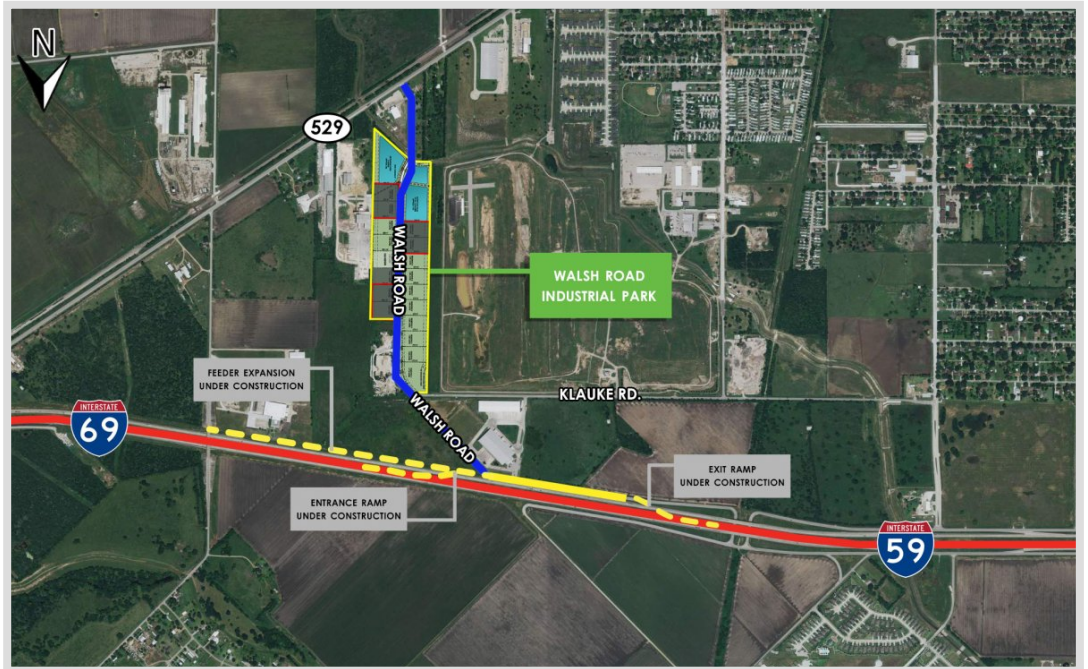 N
529
WALSH ROAD
WALSH ROAD
INDUSTRIAL PARK
FEEDER EXPANSION
UNDER CONSTRUCTION
KLAUKE RD.
INTERSTATE
69
WALSH ROAD
EXIT RAMP
UNDER CONSTRUCTION
ENTRANCE RAMP
UNDER CONSTRUCTION
INTERSTATE
59